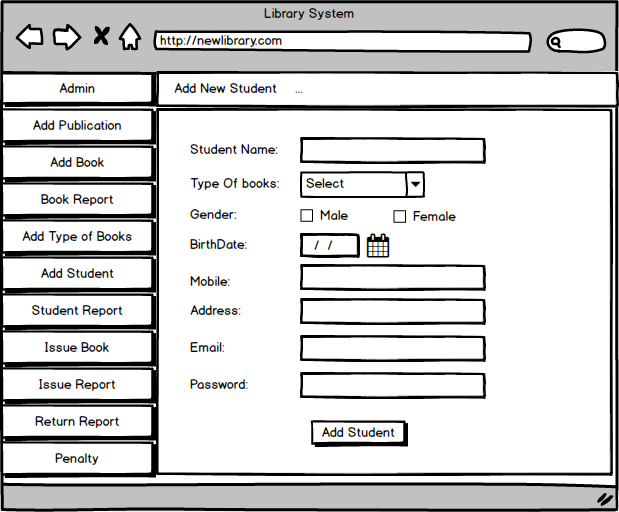 Library System
http://newlibrary.com
Admin
Add New Student ...
Add Publication
Add Book
Book Report
Add Type of Books
Add Student
Student Report
Issue Book
Issue Report
Return Report
Penalty
Student Name:
Type Of books: Select
Gender: Male Female
BirthDate: / /
Mobile:
Address:
Email:
Password:
Add Student